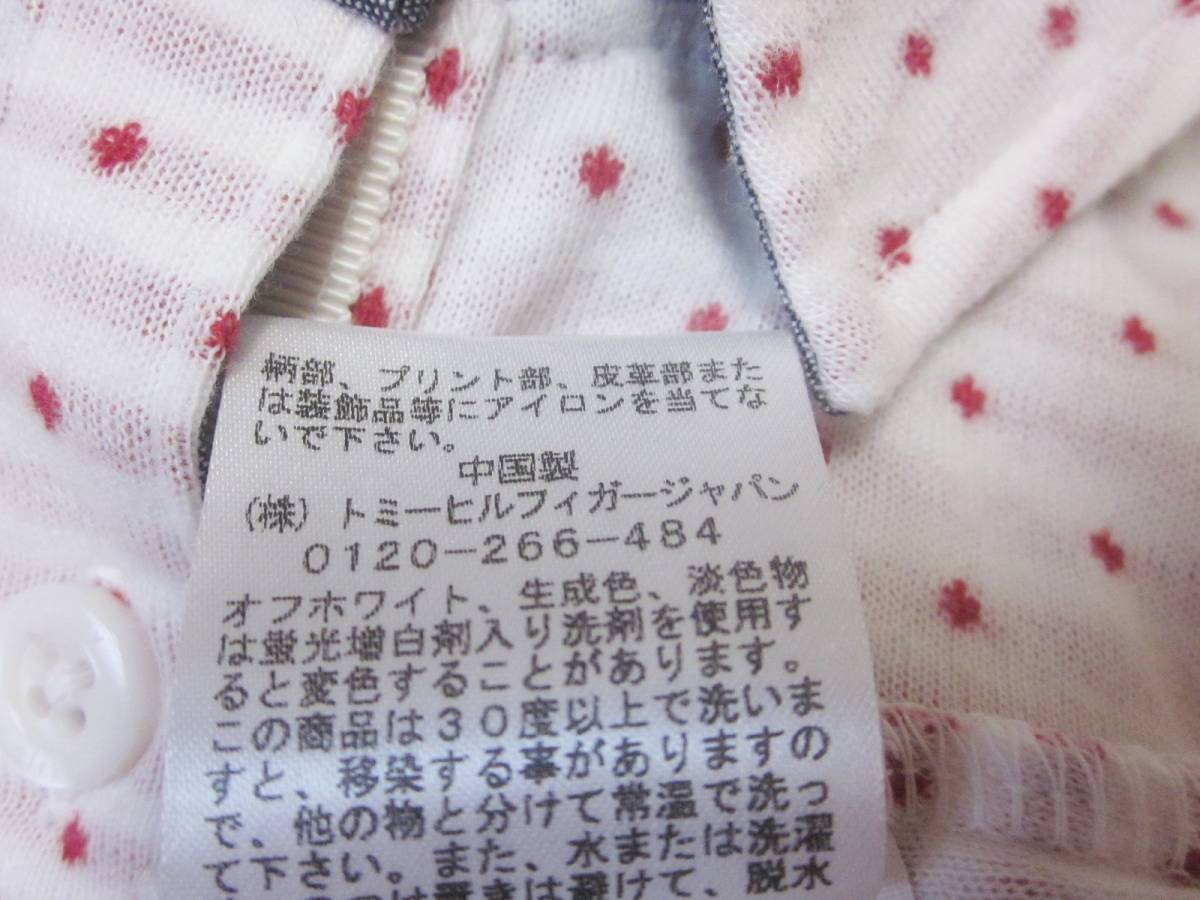 柄部、プリント部、皮革部また
は装飾品等にアイロンを当てな
いで下さい。
中国製
(株) トミーヒルフィガージャパン
0120-266-484
オフホワイト、生成色、淡色物
は蛍光増白剤入り洗剤を使用す
ると変色することがあります。
この商品は30度以上で洗いま
すと、移染する事がありますの
で、他の物と分けて常温で洗っ
て下さい。また、水または洗濯
は避けて、脱水